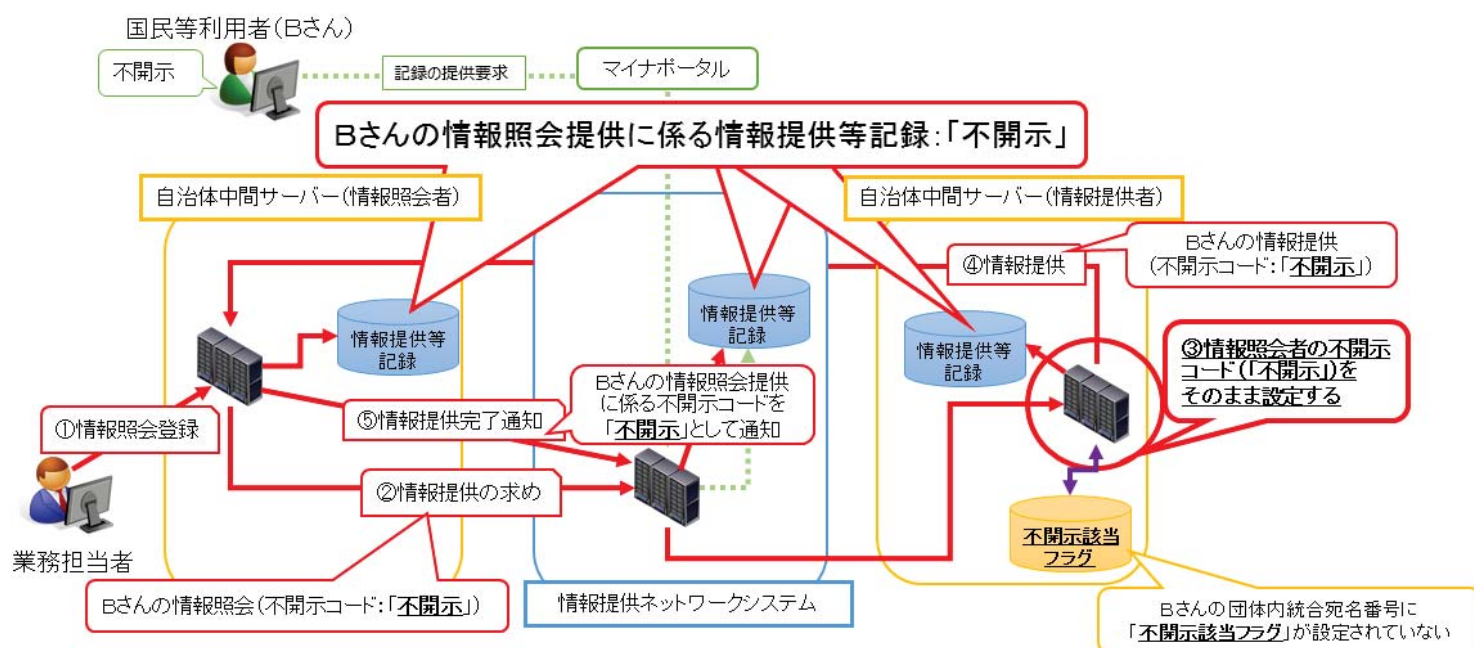 国民等利用者(Bさん)
不開示
記録の提供要求
マイナポータル
Bさんの情報照会提供に係る情報提供等記録:「不開示」
自治体中間サーバー(情報照会者)
自治体中間サーバー(情報提供者)
④情報提供
Bさんの情報提供
(不開示コード:「不開示」)
情報提供等
記録
情報提供等
記録
情報提供等
記録
③情報照会者の不開示
コード(「不開示」)を
そのまま設定する
Bさんの情報照会提供
に係る不開示コードを
「不開示」として通知
①情報照会登録
⑤情報提供完了通知
②情報提供の求め
不開示該当
フラグ
業務担当者
Bさんの情報照会(不開示コード:「不開示」)
情報提供ネットワークシステム
Bさんの団体内統合宛名番号に
「不開示該当フラグ」が設定されていない